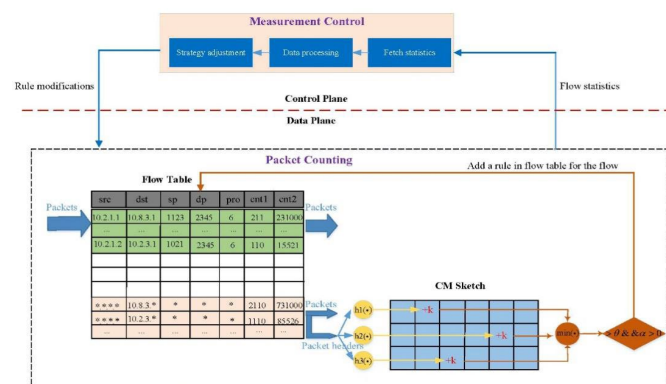 Measurement Control
Strategy adjustment
Data processing
Fetch statistics
Rule modifications
Flow statistics
Control Plane
Data Plane
Packet Counting
Add a rule in flow table for the flow
Flow Table
Packets
src dst sp dp pro cnt1 cnt2
10.2.1.1 10.8.3.1 1123 2345 6 211 231000
... ... ... ... ... ... ...
10.2.1.2 10.2.3.1 1021 2345 6 110 15521
**** 10.8.3.* * * * 2110 731000
**** 10.2.3.* * * * 1110 85526
... ... ... ... ... ... ...
Packets
Packet headers
CM Sketch
h1(•) +k
h2(•) +k
h3(•) +k
min(•)
> θ && α > 0